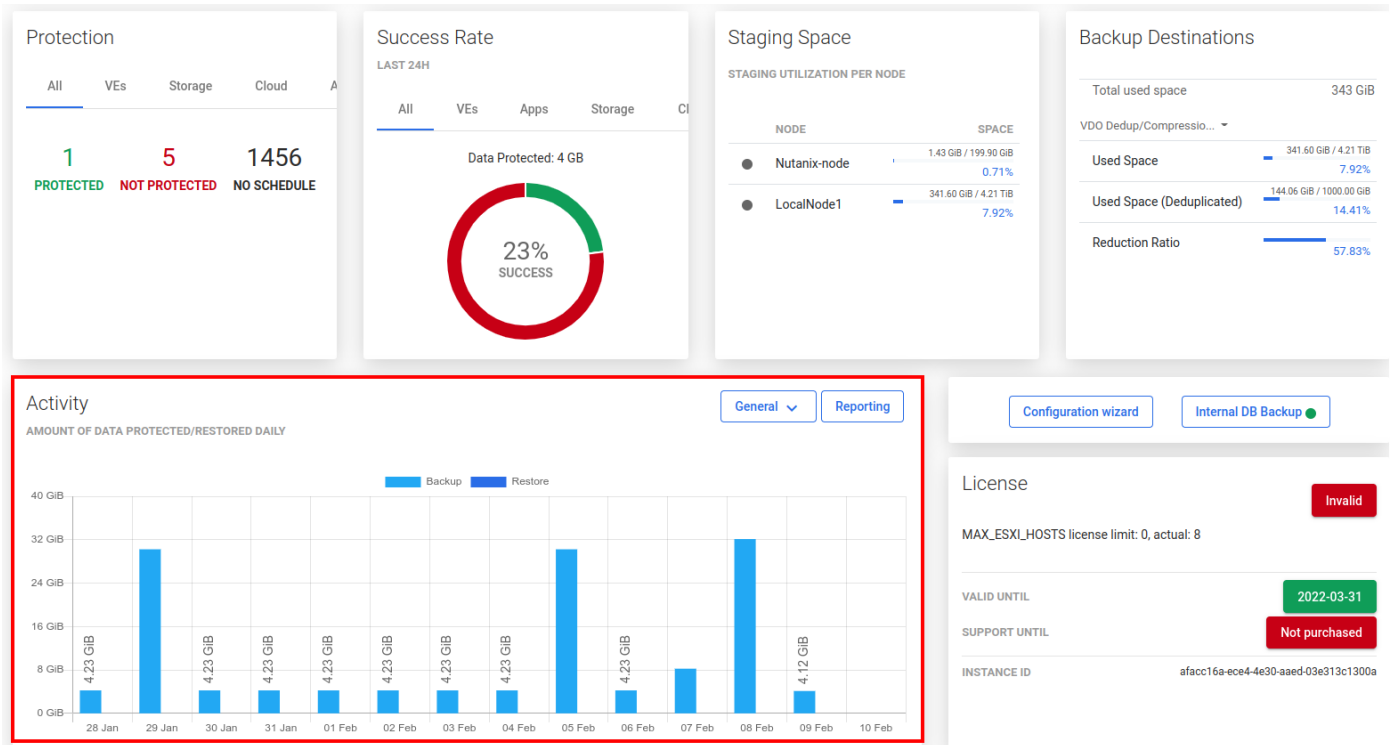 Protection
All VEs Storage Cloud
1 5 1456
PROTECTED NOT PROTECTED NO SCHEDULE
Success Rate
LAST 24H
All VEs Apps Storage
Data Protected: 4 GB
23%
SUCCESS
Staging Space
STAGING UTILIZATION PER NODE
NODE SPACE
Nutanix-node 1.43 GiB / 199.90 GiB
0.71%
LocalNode1 341.60 GiB / 4.21 TiB
7.92%
Backup Destinations
Total used space 343 GiB
VDO Dedup/Compressio...
Used Space 341.60 GiB / 4.21 TiB
7.92%
Used Space (Deduplicated) 144.06 GiB / 1000.00 GiB
14.41%
Reduction Ratio
57.83%
Activity
General Reporting
AMOUNT OF DATA PROTECTED/RESTORED DAILY
Backup Restore
40 GiB
32 GiB
24 GiB
16 GiB
8 GiB
0 GiB
4.23 GiB
4.23 GiB
4.23 GiB
4.23 GiB
4.23 GiB
4.23 GiB
4.23 GiB
4.23 GiB
4.12 GiB
28 Jan 29 Jan 30 Jan 31 Jan 01 Feb 02 Feb 03 Feb 04 Feb 05 Feb 06 Feb 07 Feb 08 Feb 09 Feb 10 Feb
Configuration wizard Internal DB Backup
License
Invalid
MAX_ESXI_HOSTS license limit: 0, actual: 8
VALID UNTIL 2022-03-31
SUPPORT UNTIL Not purchased
INSTANCE ID afacc16a-ece4-4e30-aaed-03e313c1300a